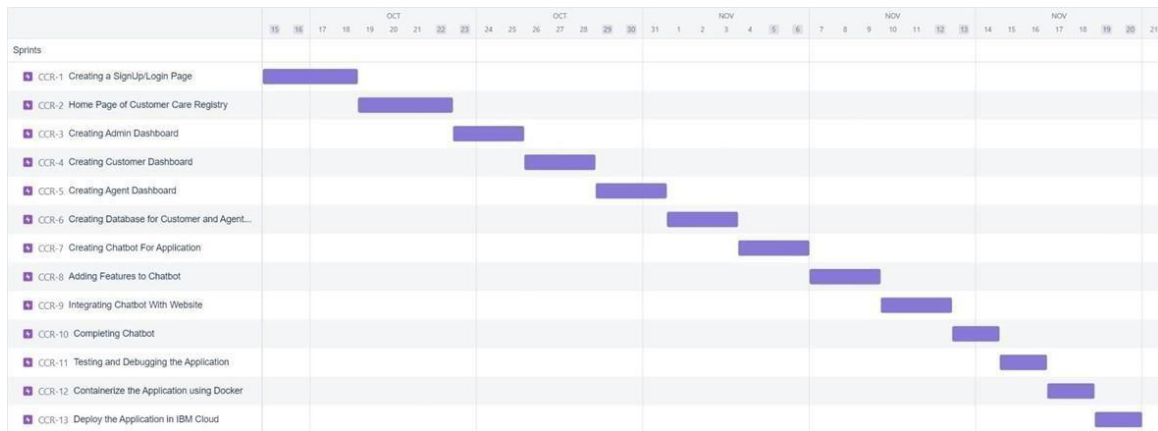 OCT OCT NOV NOV NOV
15 16 17 18 19 20 21 22 23 24 25 26 27 28 29 30 31 1 2 3 4 5 6 7 8 9 10 11 12 13 14 15 16 17 18 19 20 21
Sprints
CCR-1 Creating a SignUp/Login Page
CCR-2 Home Page of Customer Care Registry
CCR-3 Creating Admin Dashboard
CCR-4 Creating Customer Dashboard
CCR-5 Creating Agent Dashboard
CCR-6 Creating Database for Customer and Agent...
CCR-7 Creating Chatbot For Application
CCR-8 Adding Features to Chatbot
CCR-9 Integrating Chatbot With Website
CCR-10 Completing Chatbot
CCR-11 Testing and Debugging the Application
CCR-12 Containerize the Application using Docker
CCR-13 Deploy the Application in IBM Cloud